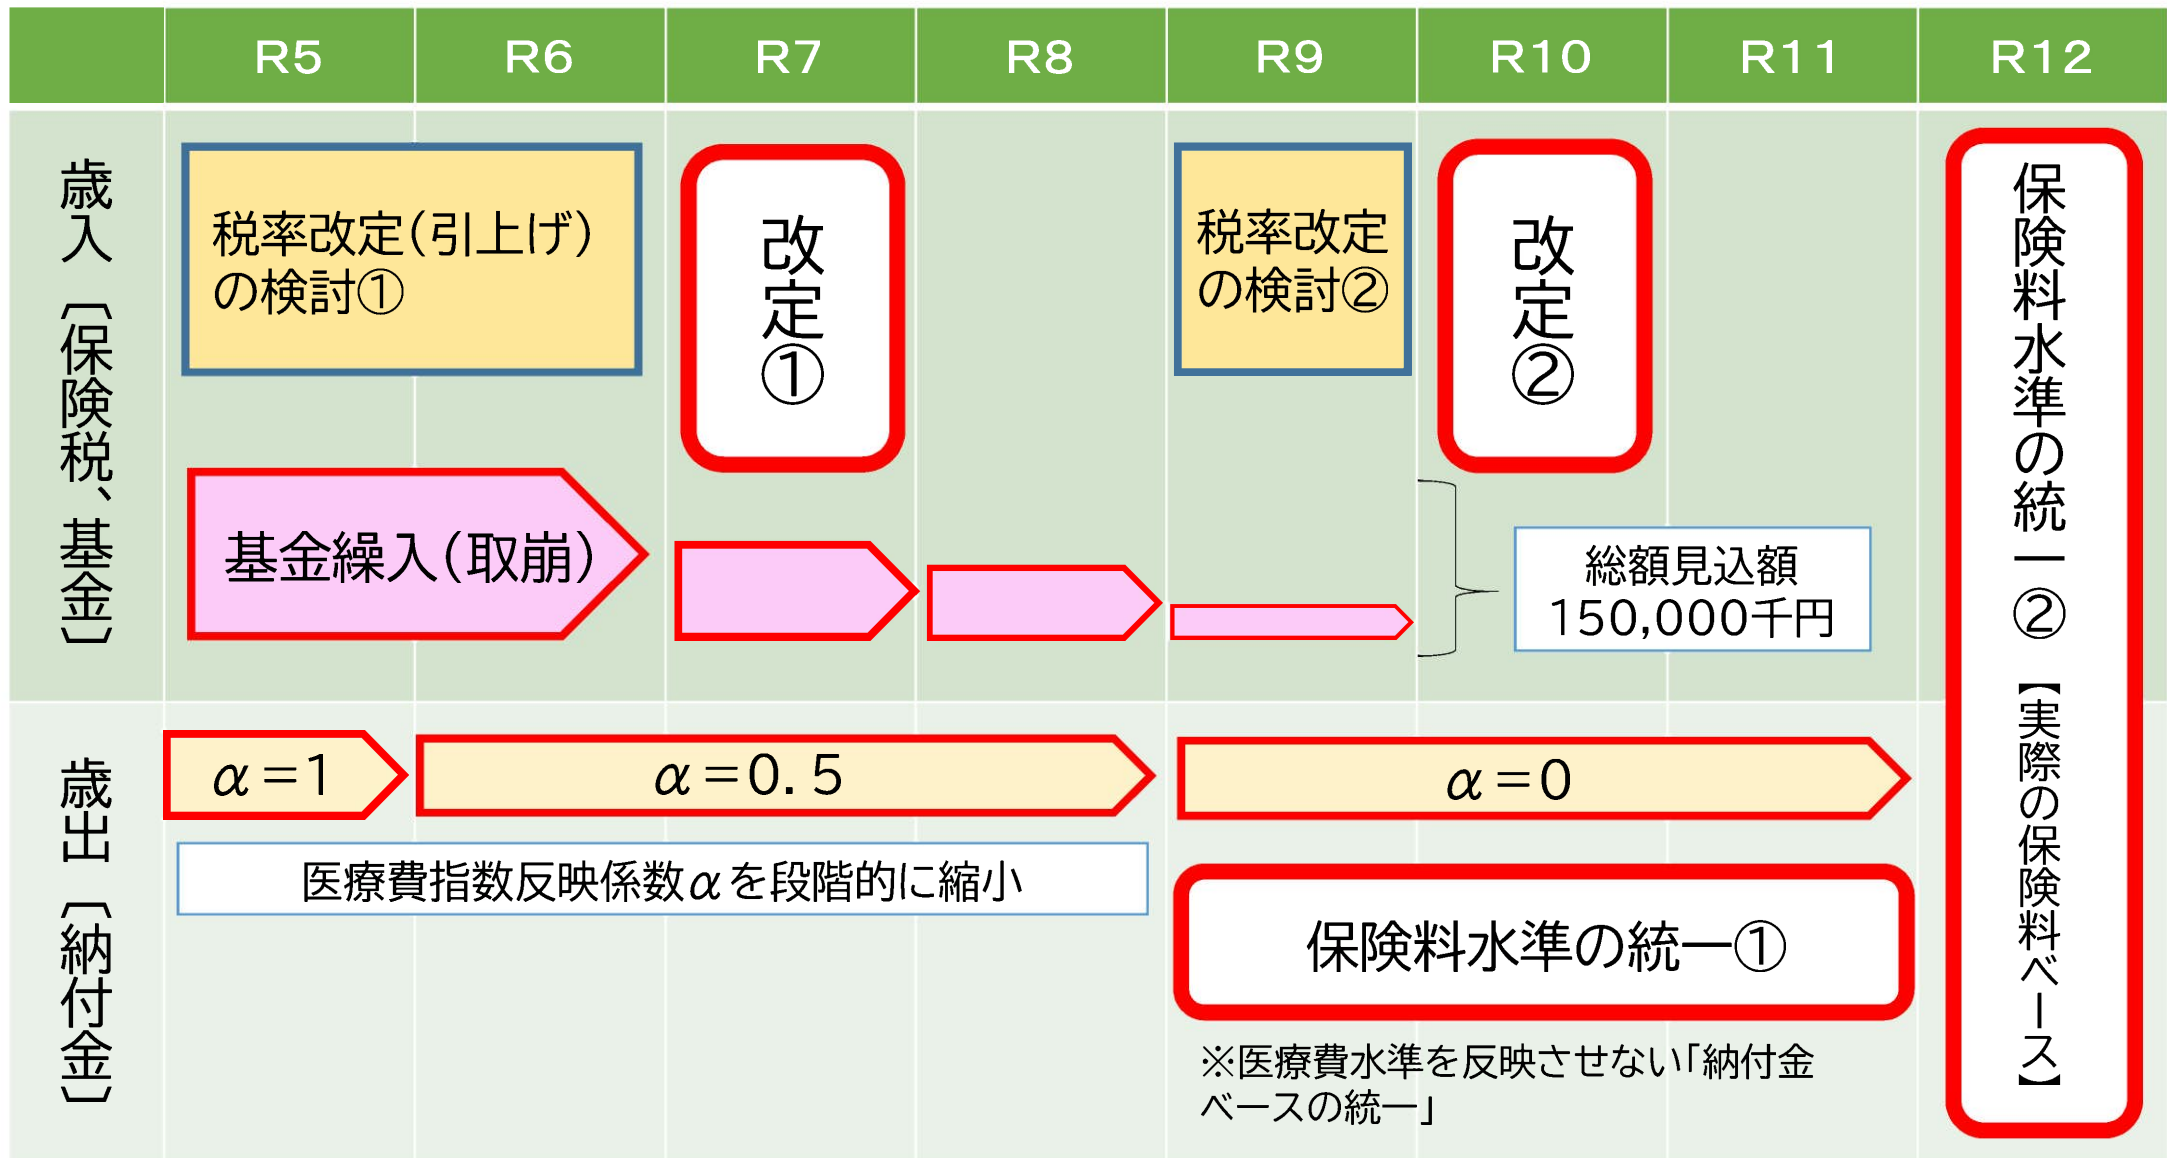 R5
R6
R7
R8
R9
R10
R11
R12
歳入〔保険税、基金〕
税率改定（引上げ）
の検討①
改定①
税率改定
の検討②
改定②
保険料水準の統一②【実際の保険料ベース】
基金繰入（取崩）
総額見込額
150,000千円
歳出〔納付金〕
α＝1
α＝0.5
α＝0
医療費指数反映係数αを段階的に縮小
保険料水準の統一①
※医療費水準を反映させない「納付金
ベースの統一」